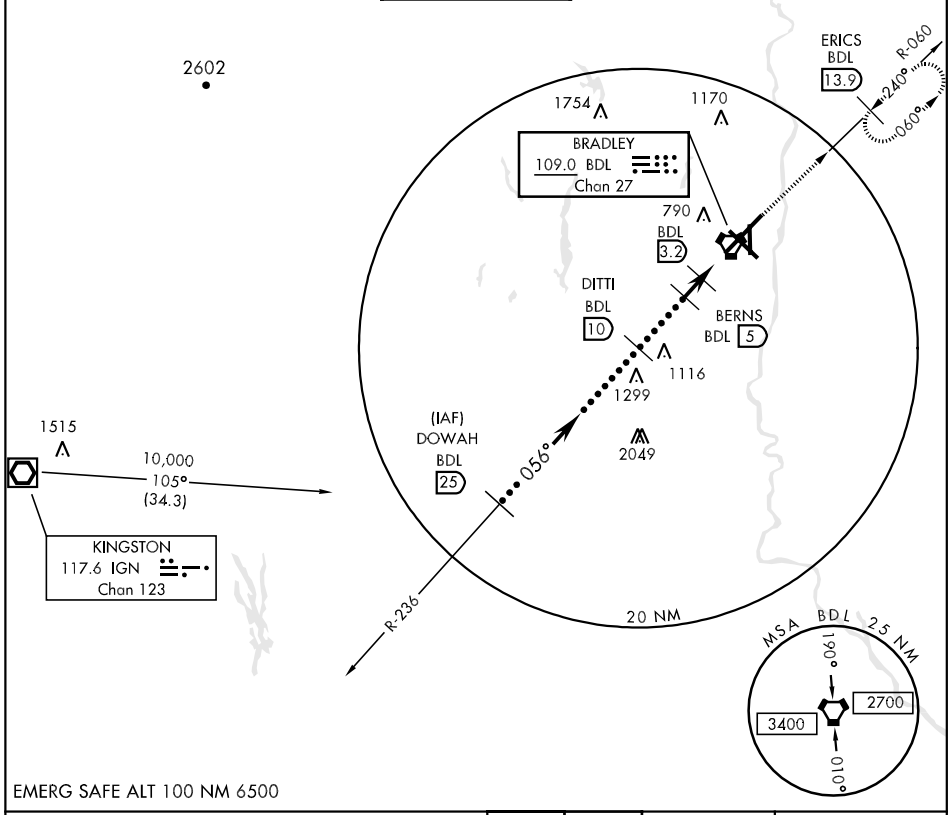 2602
ERICS
BDL
13.9
R-060
240°
060°
1754
1170
BRADLEY
109.0 BDL
Chan 27
790
BDL
3.2
DITTI
BDL
10
BERNS
BDL 5
1116
1299
(IAF)
DOWAH
BDL
25
056°
2049
1515
10,000
105°
(34.3)
KINGSTON
117.6 IGN
Chan 123
R-236
20 NM
MSA BDL 25 NM
190°
2700
3400
010°
EMERG SAFE ALT 100 NM 6500